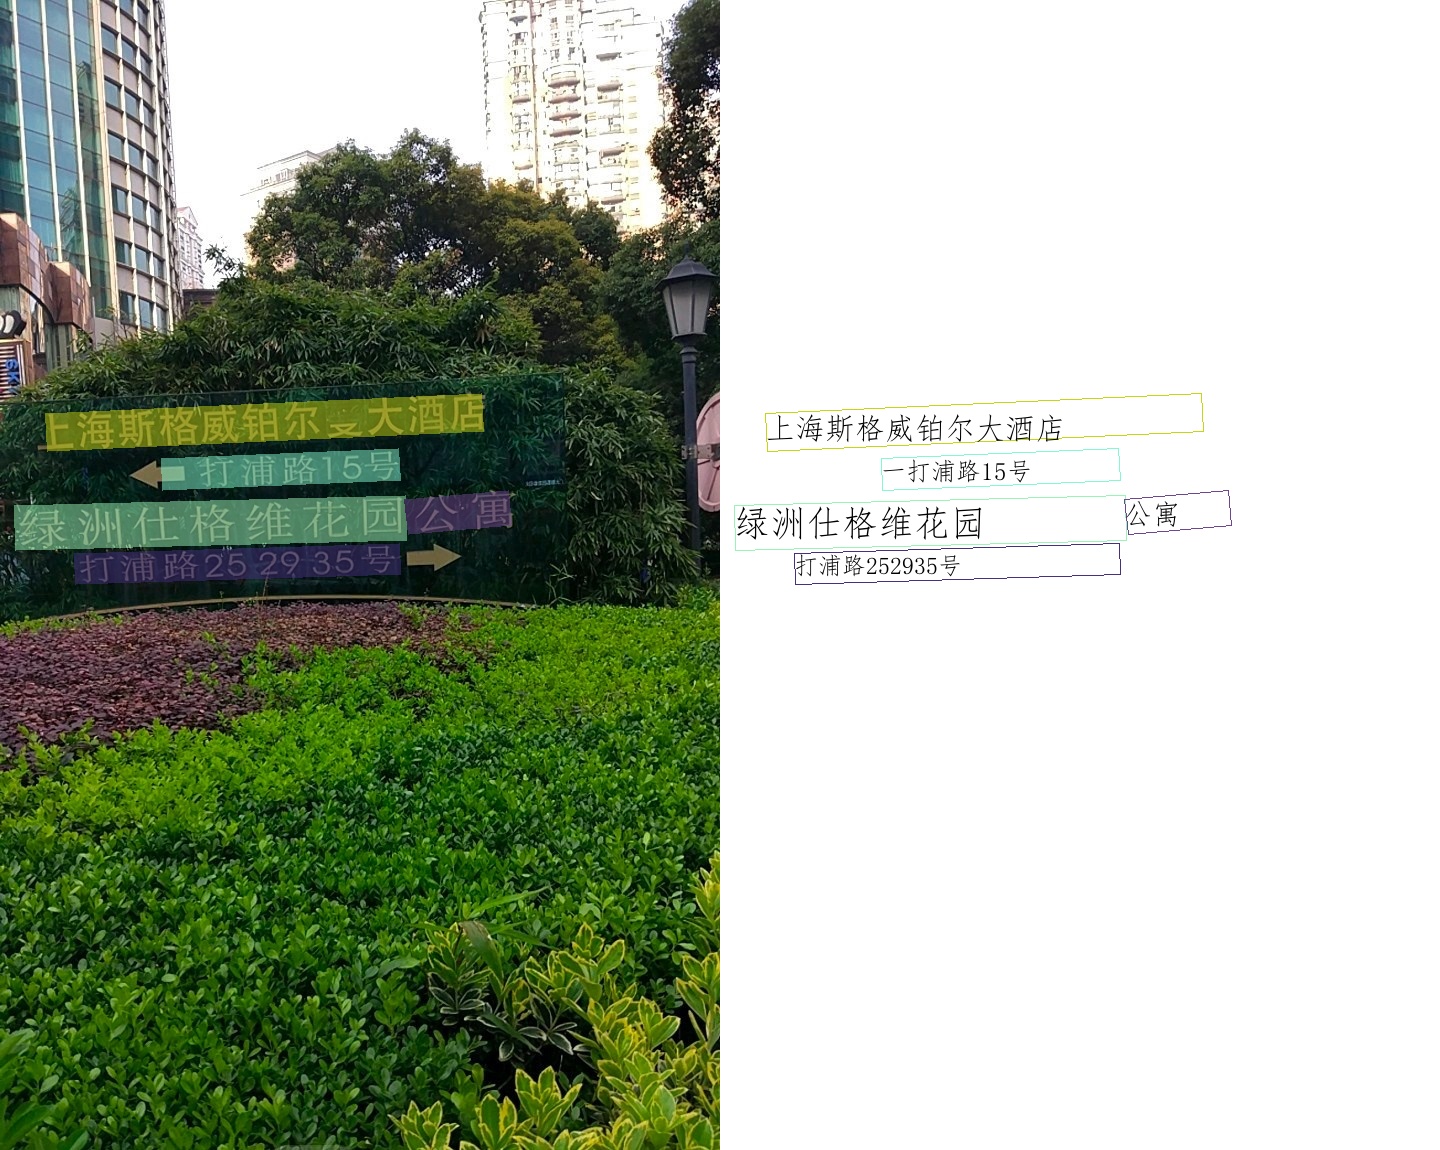 上海斯格威铂尔曼大酒店
打浦路15号
绿洲仕格维花园公寓
打浦路25 29 35号
上海斯格威铂尔大酒店
一打浦路15号
绿洲仕格维花园 公寓
打浦路252935号